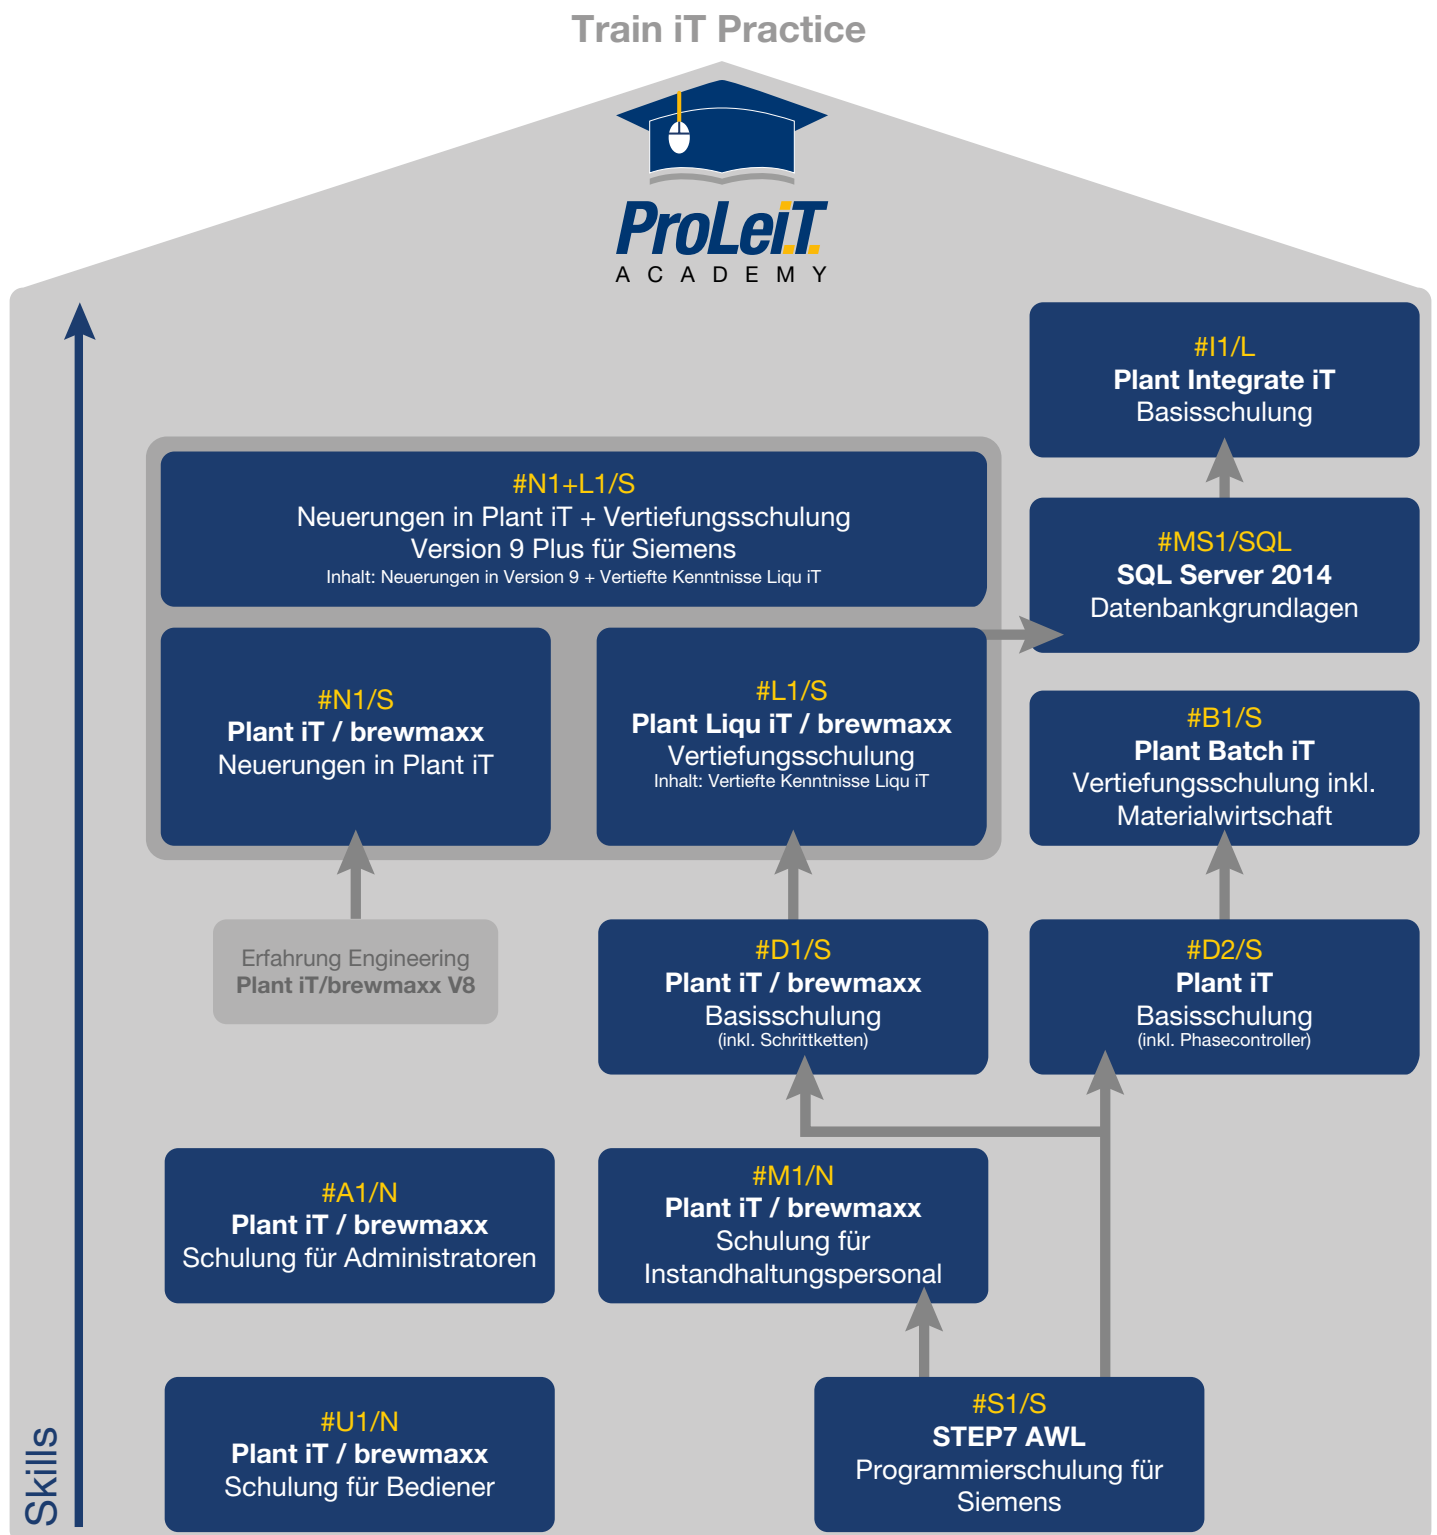 Train iT Practice
ProLeiT
ACADEMY
#I1/L
Plant Integrate iT
Basisschulung
#N1+L1/S
Neuerungen in Plant iT + Vertiefungsschulung
Version 9 Plus für Siemens
Inhalt: Neuerungen in Version 9 + Vertiefte Kenntnisse Liqu iT
#MS1/SQL
SQL Server 2014
Datenbankgrundlagen
#N1/S
Plant iT / brewmaxx
Neuerungen in Plant iT
#L1/S
Plant Liqu iT / brewmaxx
Vertiefungsschulung
Inhalt: Vertiefte Kenntnisse Liqu iT
#B1/S
Plant Batch iT
Vertiefungsschulung inkl.
Materialwirtschaft
Erfahrung Engineering
Plant iT/brewmaxx V8
#D1/S
Plant iT / brewmaxx
Basisschulung
(inkl. Schrittketten)
#D2/S
Plant iT
Basisschulung
(inkl. Phasecontroller)
#A1/N
Plant iT / brewmaxx
Schulung für Administratoren
#M1/N
Plant iT / brewmaxx
Schulung für
Instandhaltungspersonal
#U1/N
Plant iT / brewmaxx
Schulung für Bediener
#S1/S
STEP7 AWL
Programmierschulung für
Siemens
Skills